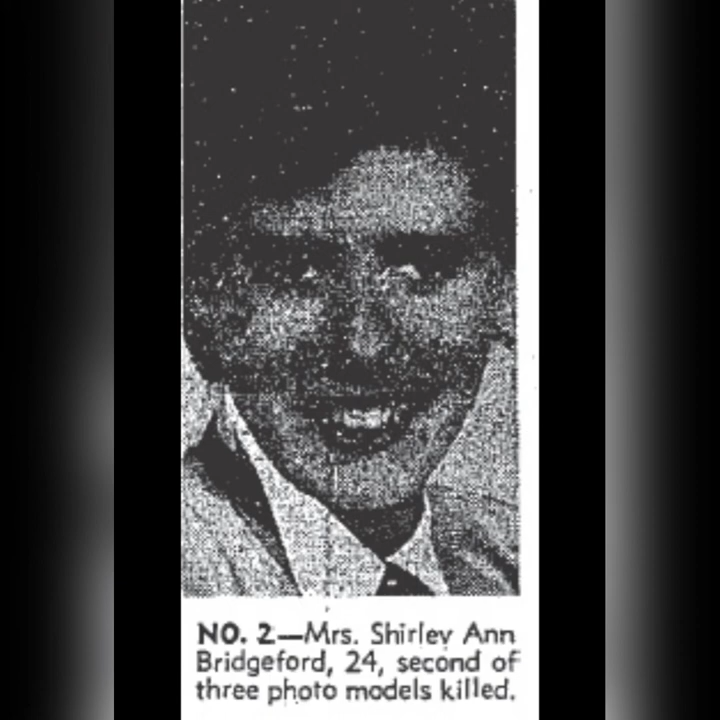 NO. 2—Mrs. Shirley Ann
Bridgeford, 24, second of
three photo models killed.